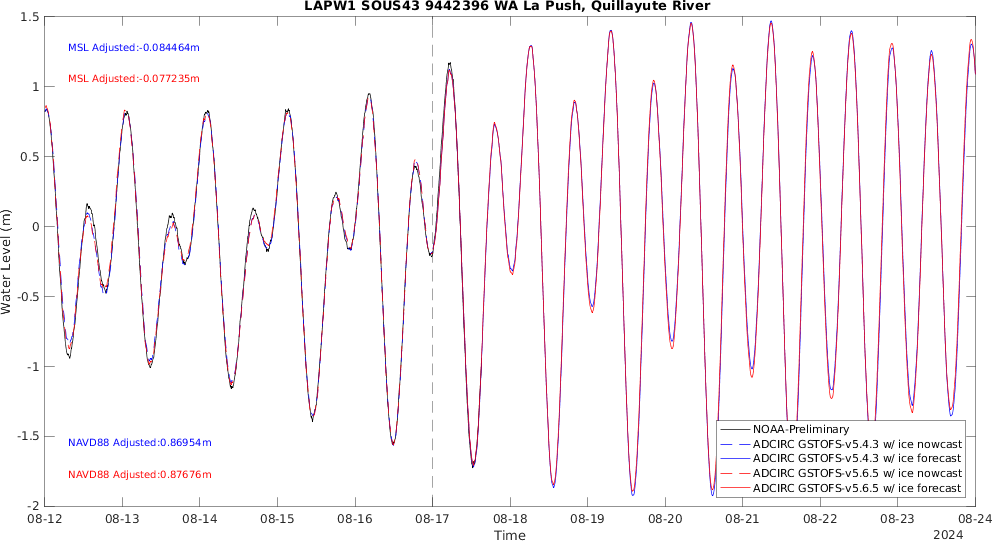 LAPW1 SOUS43 9442396 WA La Push, Quillayute River
1.5
1
0.5
0
-0.5
-1
-1.5
-2
Water Level (m)
MSL Adjusted:-0.084464m
MSL Adjusted:-0.077235m
NAVD88 Adjusted:0.86954m
NAVD88 Adjusted:0.87676m
NOAA-Preliminary
ADCIRC GSTOFS-v5.4.3 w/ ice nowcast
ADCIRC GSTOFS-v5.4.3 w/ ice forecast
ADCIRC GSTOFS-v5.6.5 w/ ice nowcast
ADCIRC GSTOFS-v5.6.5 w/ ice forecast
08-12 08-13 08-14 08-15 08-16 08-17 08-18 08-19 08-20 08-21 08-22 08-23 08-24
Time
2024